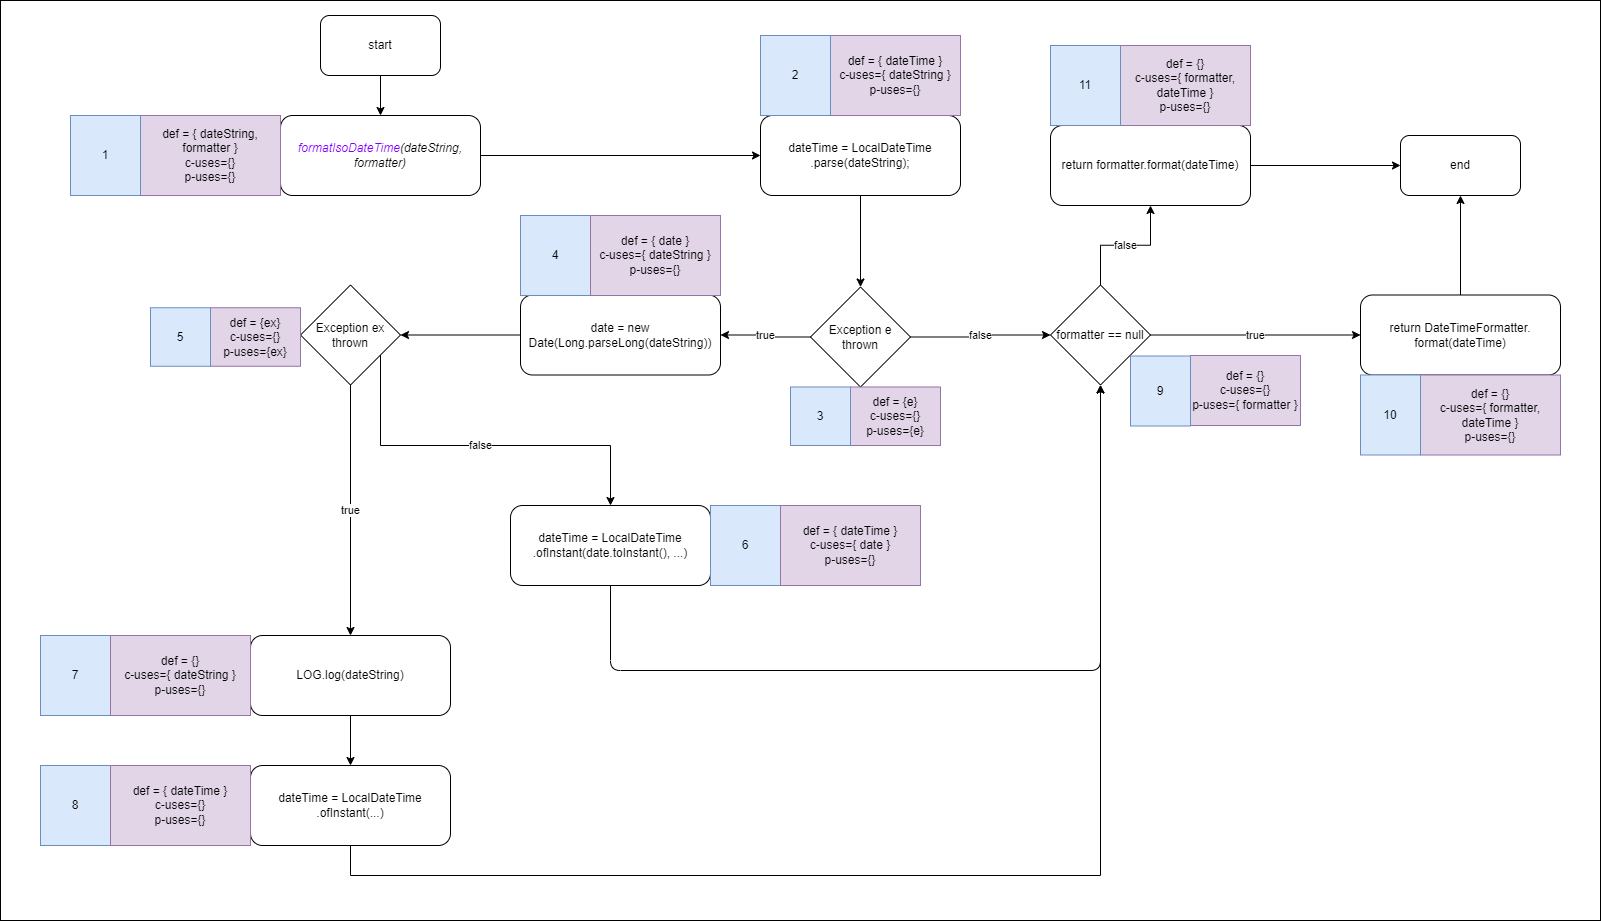 start
1
def = { dateString,
formatter }
c-uses={}
p-uses={}
formatIsoDateTime(dateString,
formatter)
2
def = { dateTime }
c-uses={ dateString }
p-uses={}
dateTime = LocalDateTime
.parse(dateString);
11
def = {}
c-uses={ formatter,
dateTime }
p-uses={}
return formatter.format(dateTime)
end
false
4
def = { date }
c-uses={ dateString }
p-uses={}
date = new
Date(Long.parseLong(dateString))
5
def = {ex}
c-uses={}
p-uses={ex}
Exception ex
thrown
true
Exception e
thrown
false
formatter == null
true
return DateTimeFormatter.
format(dateTime)
3
def = {e}
c-uses={}
p-uses={e}
9
def = {}
c-uses={}
p-uses={ formatter }
10
def = {}
c-uses={ formatter,
dateTime }
p-uses={}
false
true
dateTime = LocalDateTime
.ofInstant(date.toInstant(), ...)
6
def = { dateTime }
c-uses={ date }
p-uses={}
7
def = {}
c-uses={ dateString }
p-uses={}
LOG.log(dateString)
8
def = { dateTime }
c-uses={}
p-uses={}
dateTime = LocalDateTime
.ofInstant(...)